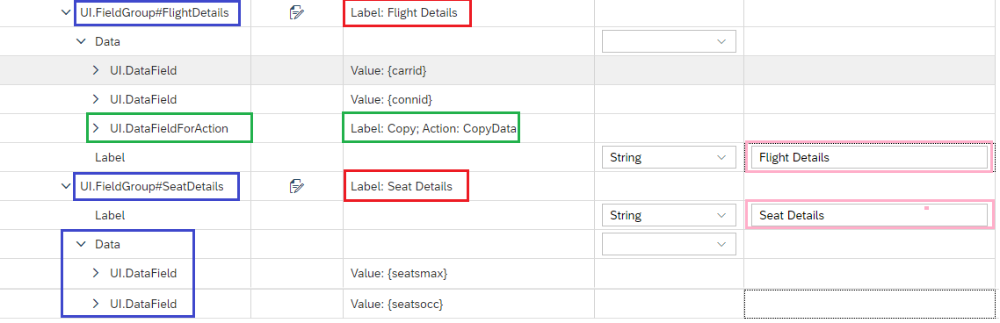 UI.FieldGroup#FlightDetails Label: Flight Details
Data
UI.DataField Value: {carrid}
UI.DataField Value: {connid}
UI.DataFieldForAction Label: Copy; Action: CopyData
Label String Flight Details
UI.FieldGroup#SeatDetails Label: Seat Details
Label String Seat Details
Data
UI.DataField Value: {seatsmax}
UI.DataField Value: {seatsocc}